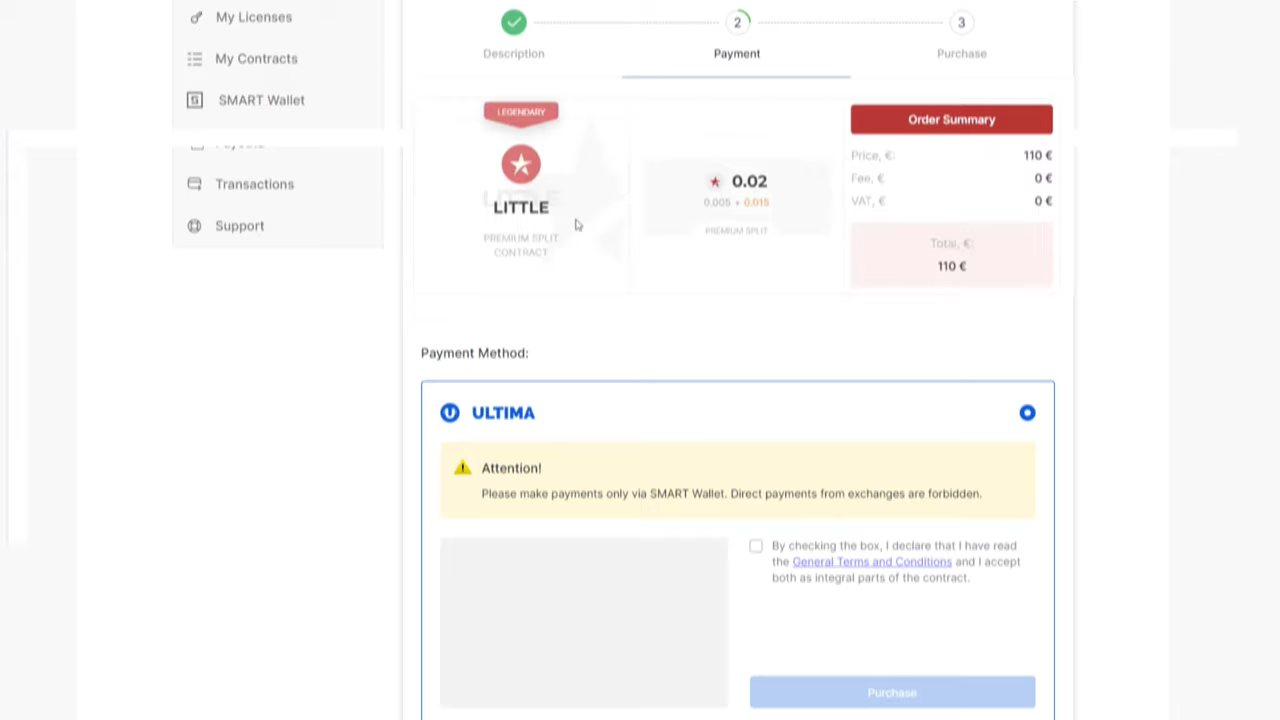 My Licenses
My Contracts
SMART Wallet
Transactions
Support
2
3
Description
Payment
Purchase
LEGENDARY
LITTLE
PREMIUM SPLIT
CONTRACT
0.02
0.005 + 0.015
PREMIUM SPLIT
Order Summary
Price, €: 110 €
Fee, € 0 €
VAT, € 0 €
Total, €:
110 €
Payment Method:
ULTIMA
Attention!
Please make payments only via SMART Wallet. Direct payments from exchanges are forbidden.
By checking the box, I declare that I have read
the General Terms and Conditions and I accept
both as integral parts of the contract.
Purchase